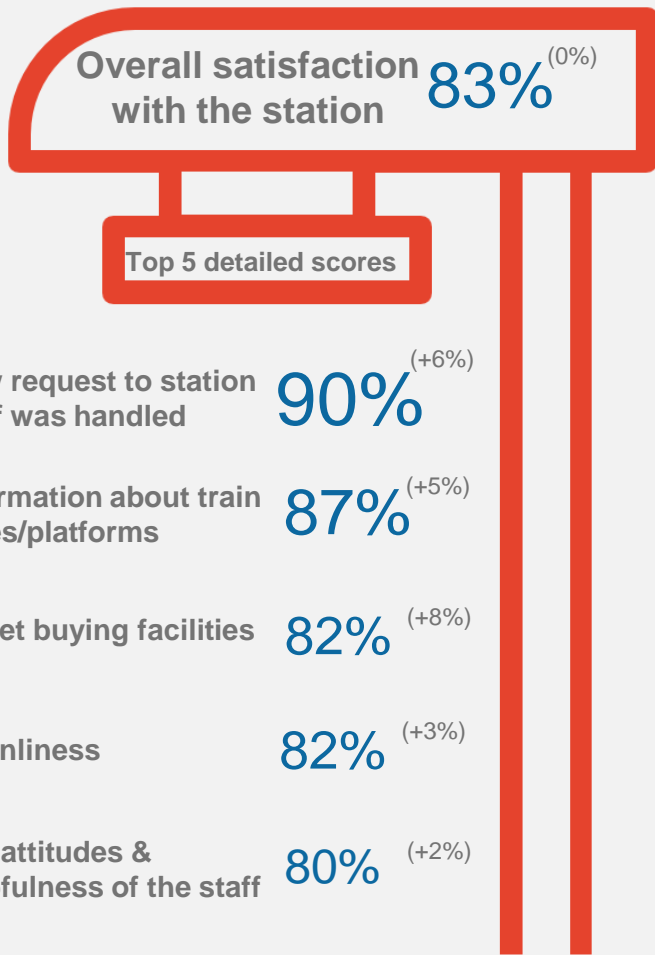 Overall satisfaction
with the station
83%
(0%)
Top 5 detailed scores
request to station
was handled
90%
(+6%)
about train
/platforms
87%
(+5%)
buying facilities
82%
(+8%)
82%
(+3%)
attitudes &
of the staff
80%
(+2%)